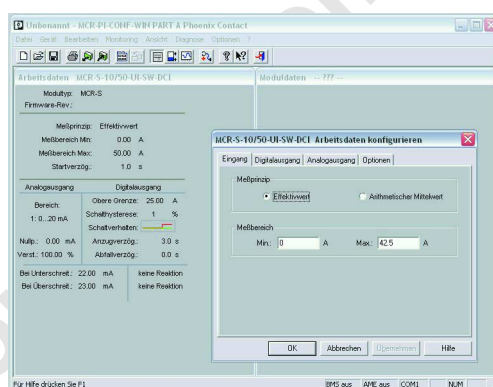 Unbenannt - MCR-PI-CONF-WIN PART A Phoenix Contact
Datei Gerät Bearbeiten Monitoring Ansicht Diagnose Optionen ?
Arbeitsdaten MCR-S-10/50-UI-SW-DCI
Moduldaten -- ??? --
Modultyp: MCR-S
Firmware-Rev.:
Meßprinzip: Effektivwert
Meßbereich Min: 0.00 A
Meßbereich Max: 50.00 A
Startverzög.: 1.0 s
Analogausgang Digitalausgang
Bereich: Obere Grenze: 25.00 A
1: 0...20 mA Schalthysterese: 1 %
Schaltverhalten:
Nullp.: 0.00 mA Anzugverzög.: 3.0 s
Verst.: 100.00 % Abfallverzög.: 0.0 s
Bei Unterschreit.: 22.00 mA keine Reaktion
Bei Überschreit.: 23.00 mA keine Reaktion
MCR-S-10/50-UI-SW-DCI Arbeitsdaten konfigurieren
Eingang Digitalausgang Analogausgang Optionen
Meßprinzip
Effektivwert Arithmetischer Mittelwert
Meßbereich
Min.: 0 A Max.: 42.5 A
OK Abbrechen Übernehmen Hilfe
Für Hilfe drücken Sie F1
BMS aus AME aus COM1 NUM